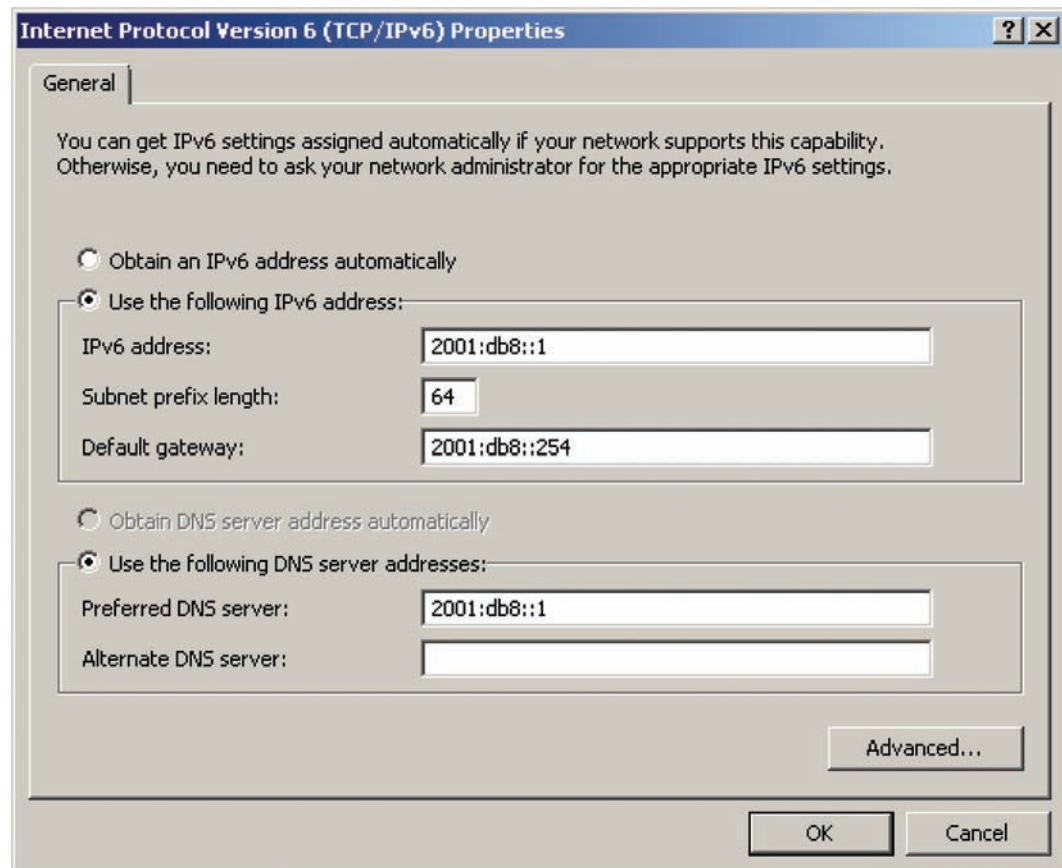 Internet Protocol Version 6 (TCP/IPv6) Properties
General
You can get IPv6 settings assigned automatically if your network supports this capability.
Otherwise, you need to ask your network administrator for the appropriate IPv6 settings.
Obtain an IPv6 address automatically
Use the following IPv6 address:
IPv6 address: 2001:db8::1
Subnet prefix length: 64
Default gateway: 2001:db8::254
Obtain DNS server address automatically
Use the following DNS server addresses:
Preferred DNS server: 2001:db8::1
Alternate DNS server:
Advanced...
OK Cancel